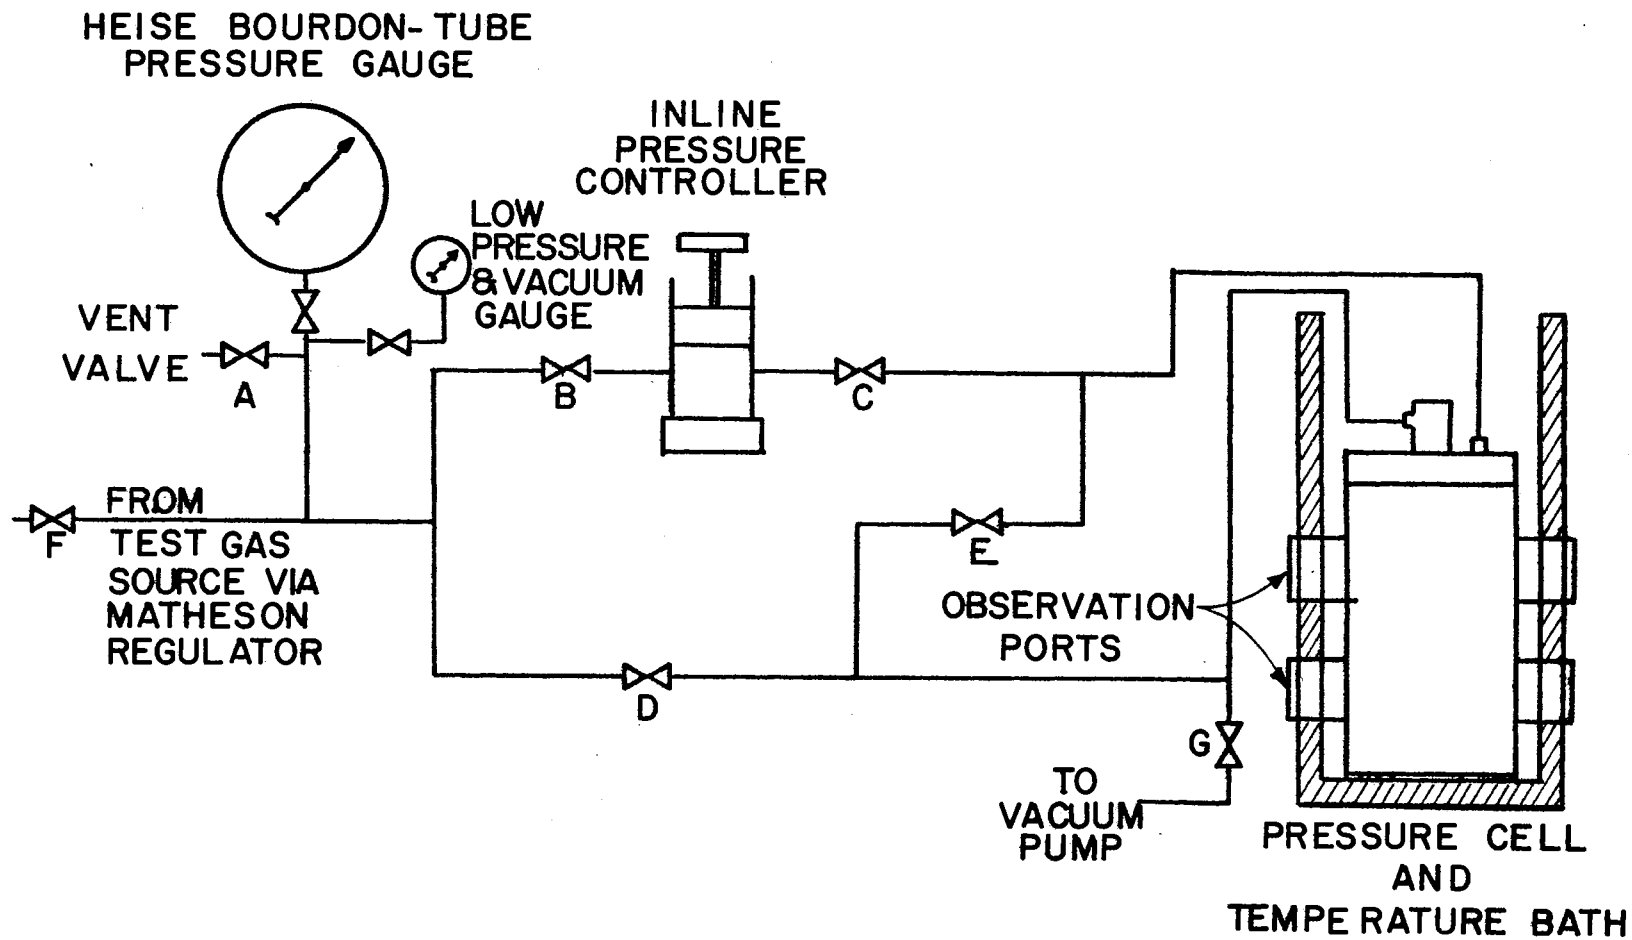 HEISE BOURDON-TUBE
PRESSURE GAUGE
INLINE
PRESSURE
CONTROLLER
LOW
PRESSURE
& VACUUM
GAUGE
VENT
VALVE
A
B
C
FROM
F
TEST GAS
SOURCE VIA
MATHESON
REGULATOR
E
OBSERVATION
PORTS
D
G
TO
VACUUM
PUMP
PRESSURE CELL
AND
TEMPERATURE BATH